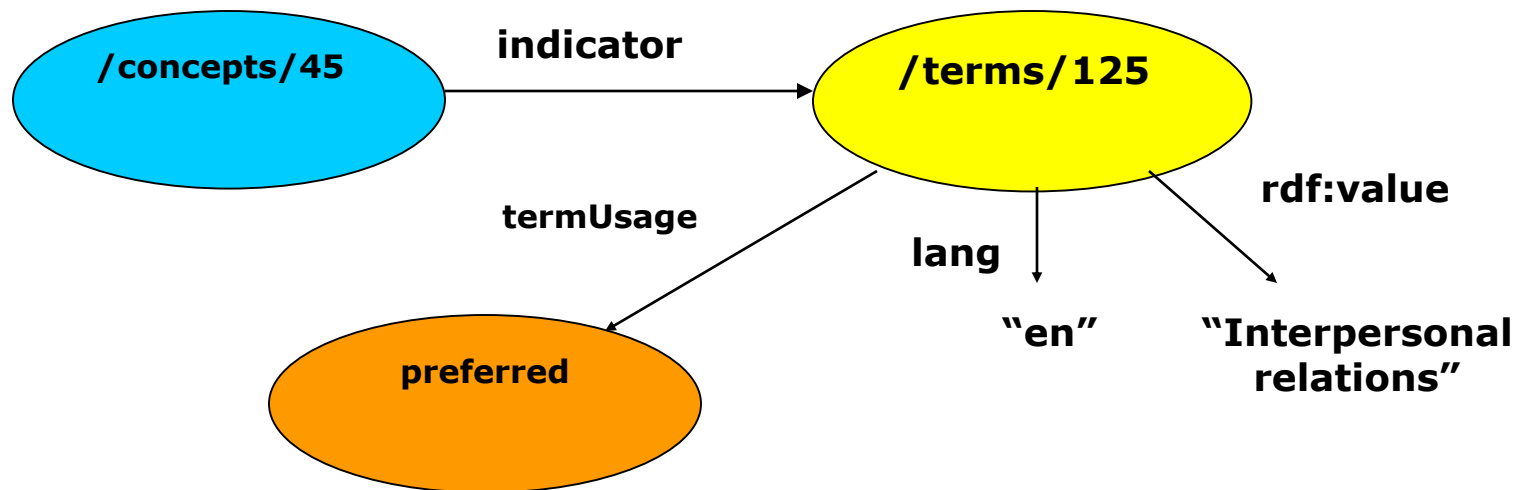 /concepts/45
indicator
/terms/125
rdf:value
termUsage
lang
“en”
“Interpersonal
relations”
preferred